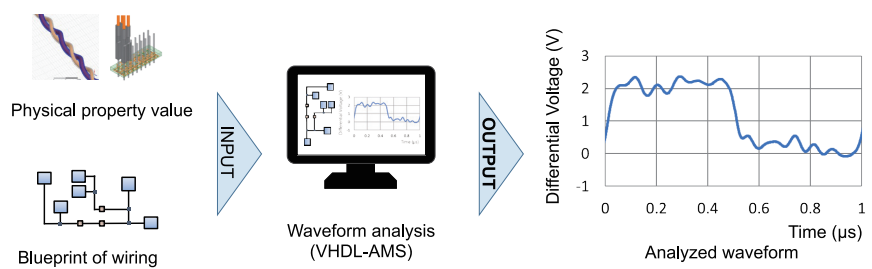 Physical property value
Blueprint of wiring
INPUT
Waveform analysis
(VHDL-AMS)
OUTPUT
Differential Voltage (V)
3
2
1
0
-1
0 0.2 0.4 0.6 0.8 1
Time (µs)
Analyzed waveform